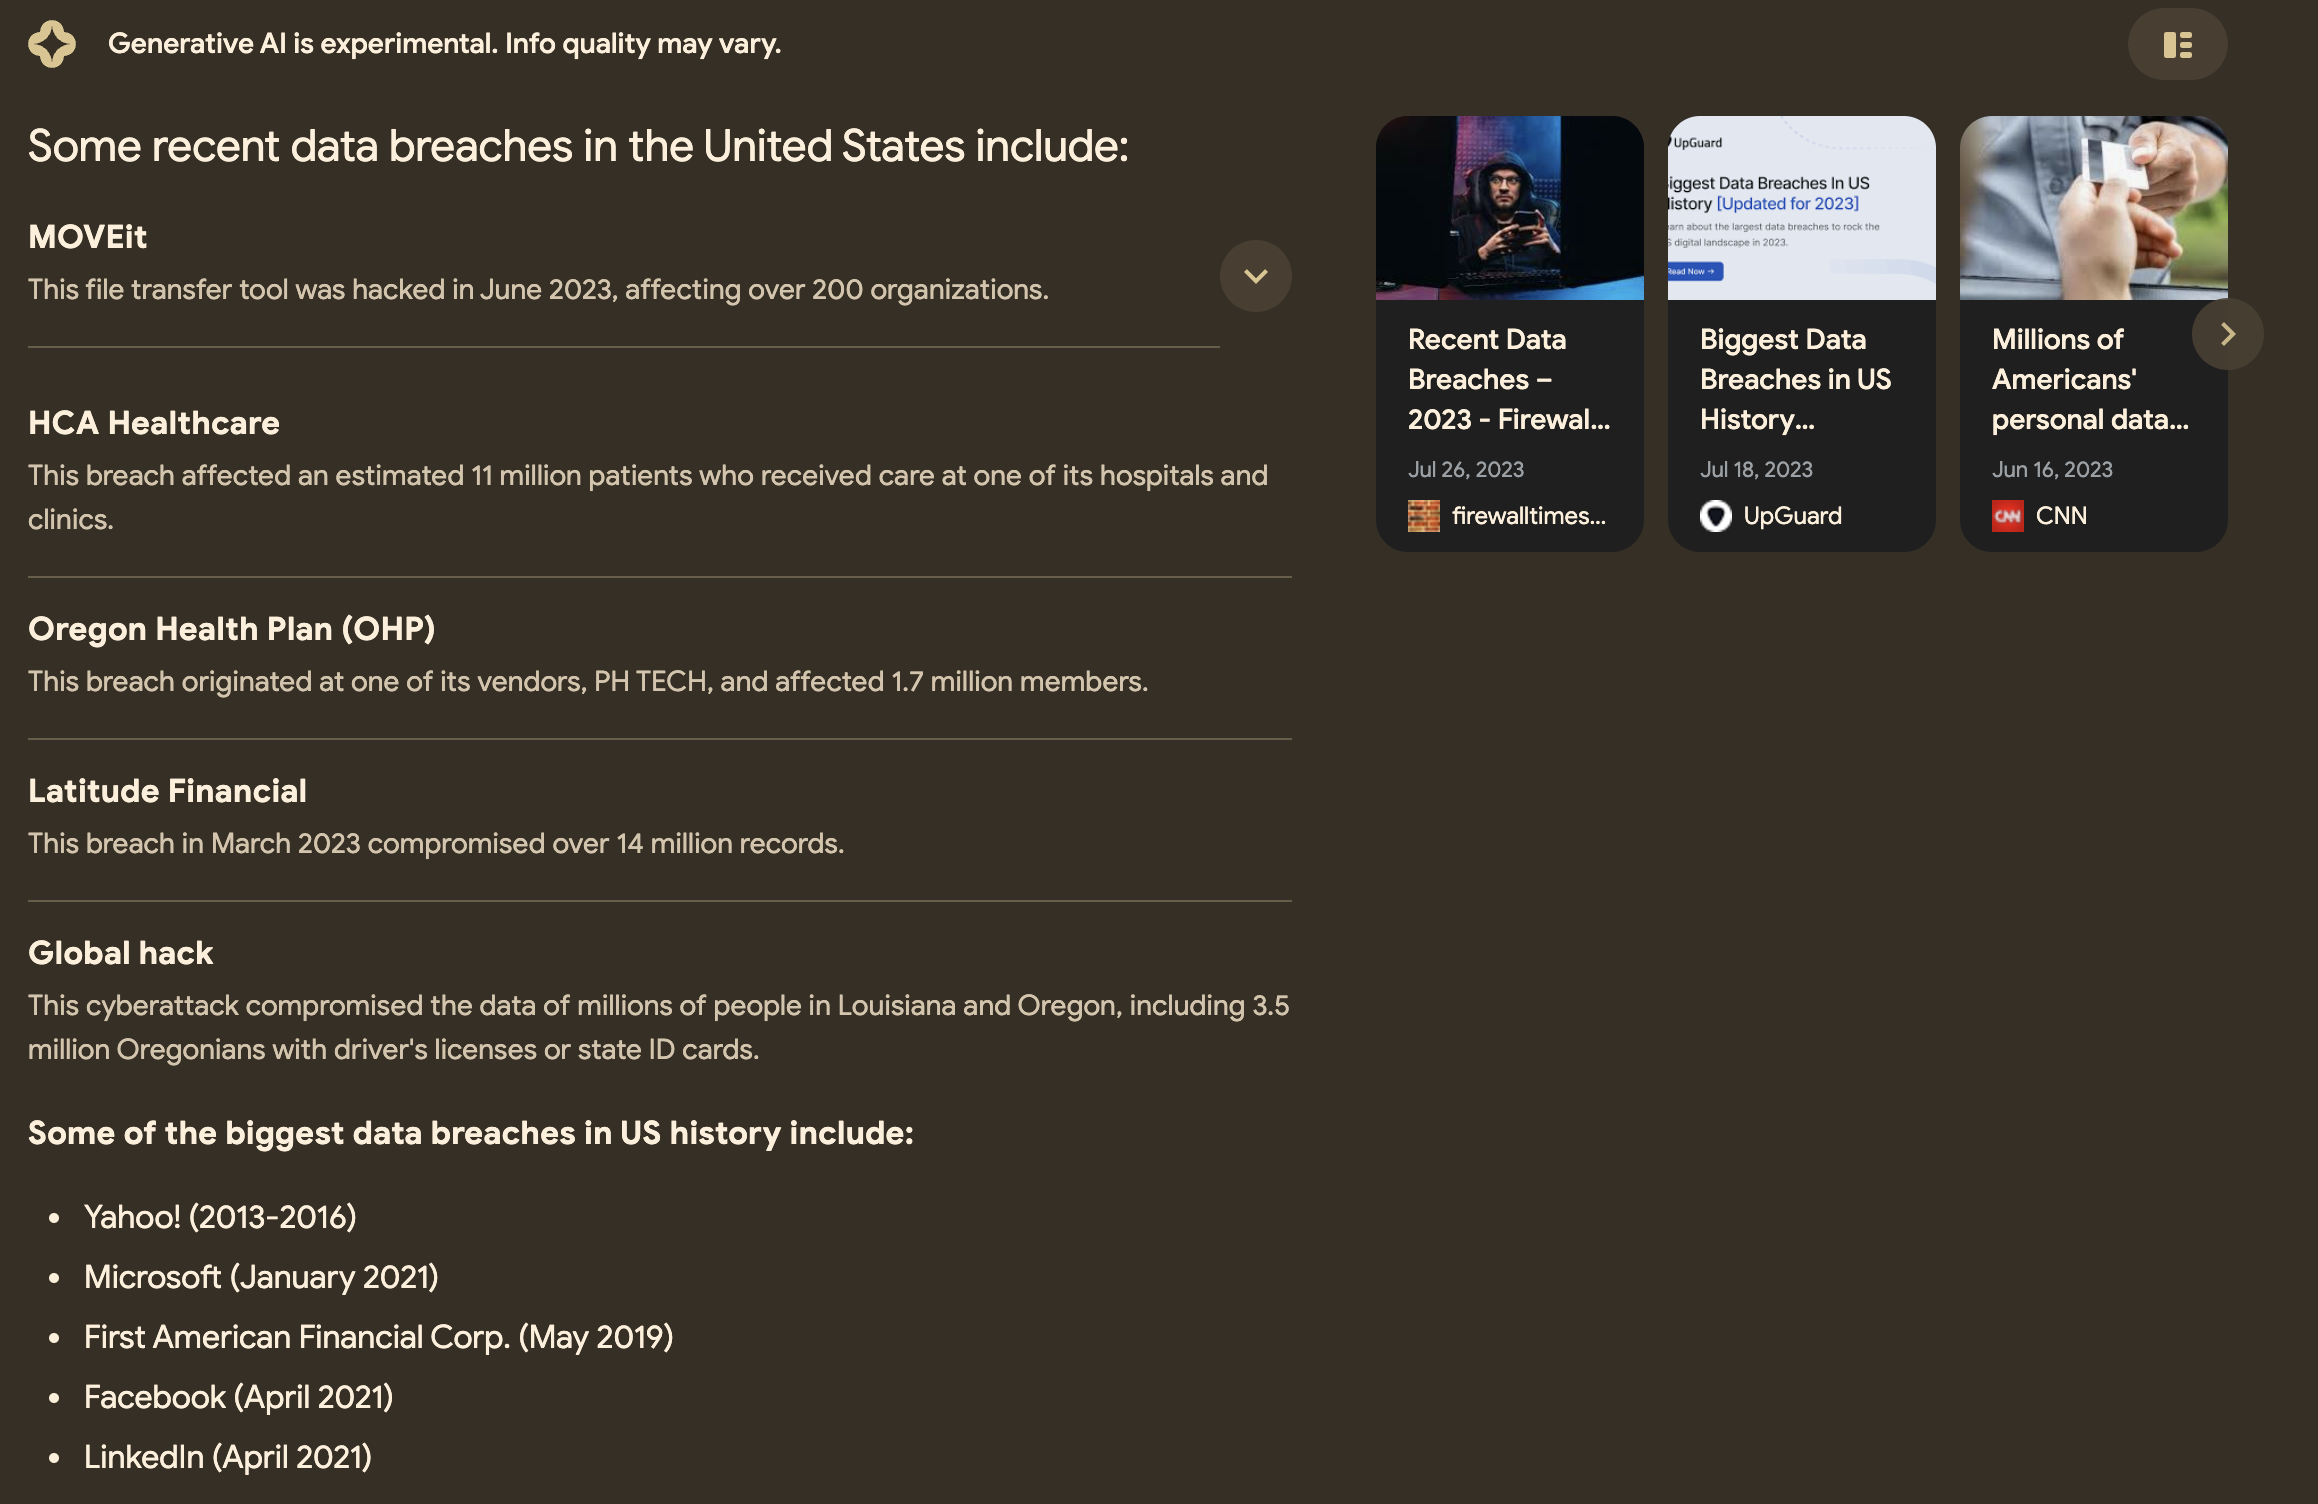 Generative AI is experimental. Info quality may vary.
Some recent data breaches in the United States include:
MOVEit
This file transfer tool was hacked in June 2023, affecting over 200 organizations.
HCA Healthcare
This breach affected an estimated 11 million patients who received care at one of its hospitals and
clinics.
Oregon Health Plan (OHP)
This breach originated at one of its vendors, PH TECH, and affected 1.7 million members.
Latitude Financial
This breach in March 2023 compromised over 14 million records.
Global hack
This cyberattack compromised the data of millions of people in Louisiana and Oregon, including 3.5
million Oregonians with driver's licenses or state ID cards.
Some of the biggest data breaches in US history include:
• Yahoo! (2013-2016)
• Microsoft (January 2021)
• First American Financial Corp. (May 2019)
• Facebook (April 2021)
• LinkedIn (April 2021)
Recent Data
Breaches –
2023 - Firewal...
Jul 26, 2023
firewalltimes...
UpGuard
iggest Data Breaches In US
istory [Updated for 2023]
earn about the largest data breaches to rock the
S digital landscape in 2023.
Read Now →
Biggest Data
Breaches in US
History...
Jul 18, 2023
UpGuard
Millions of
Americans'
personal data...
Jun 16, 2023
CNN
CNN